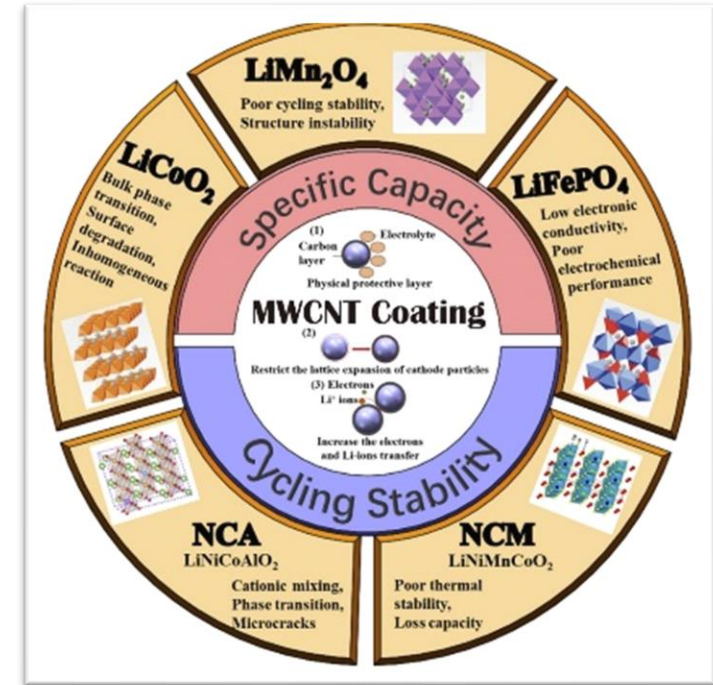 LiMn₂O₄
Poor cycling stability,
Structure instability
LiCoO₂
Bulk phase
transition,
Surface
degradation,
Inhomogeneous
reaction
LiFePO₄
Low electronic
conductivity,
Poor
electrochemical
performance
Specific Capacity
(1)
Carbon
layer
Electrolyte
Physical protective layer
MWCNT Coating
(2)
Restrict the lattice expansion of cathode particles
(3) Electrons
Li⁺ ions
Increase the electrons
and Li-ions transfer
Cycling Stability
NCA
LiNiCoAlO₂
Cationic mixing,
Phase transition,
Microcracks
NCM
LiNiMnCoO₂
Poor thermal
stability,
Loss capacity